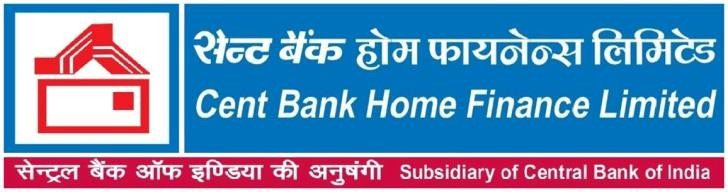 सेन्ट बैंक होम फायनेन्स लिमिटेड
Cent Bank Home Finance Limited
सेन्ट्रल बैंक ऑफ इण्डिया की अनुषंगी Subsidiary of Central Bank of India